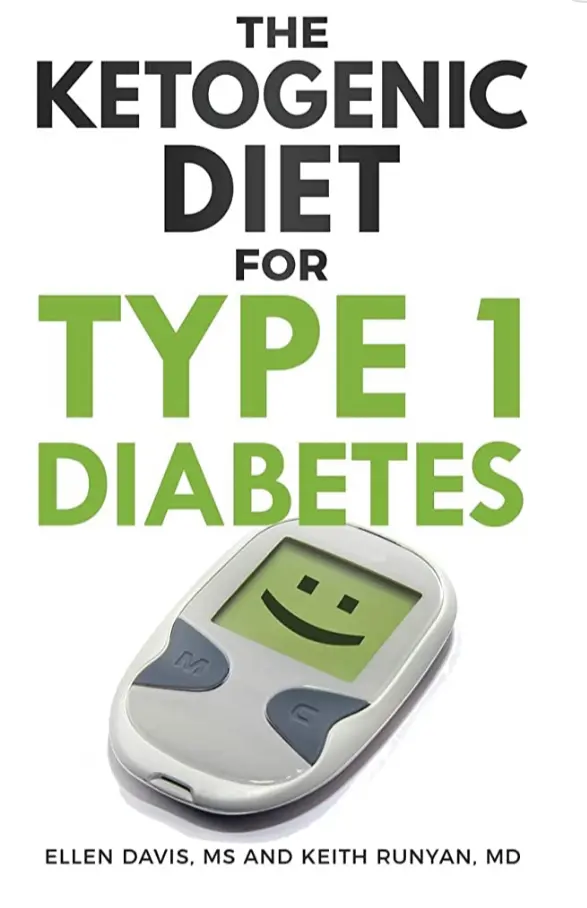 THE
KETOGENIC
DIET
FOR
TYPE 1
DIABETES
M
C
ELLEN DAVIS, MS AND KEITH RUNYAN, MD